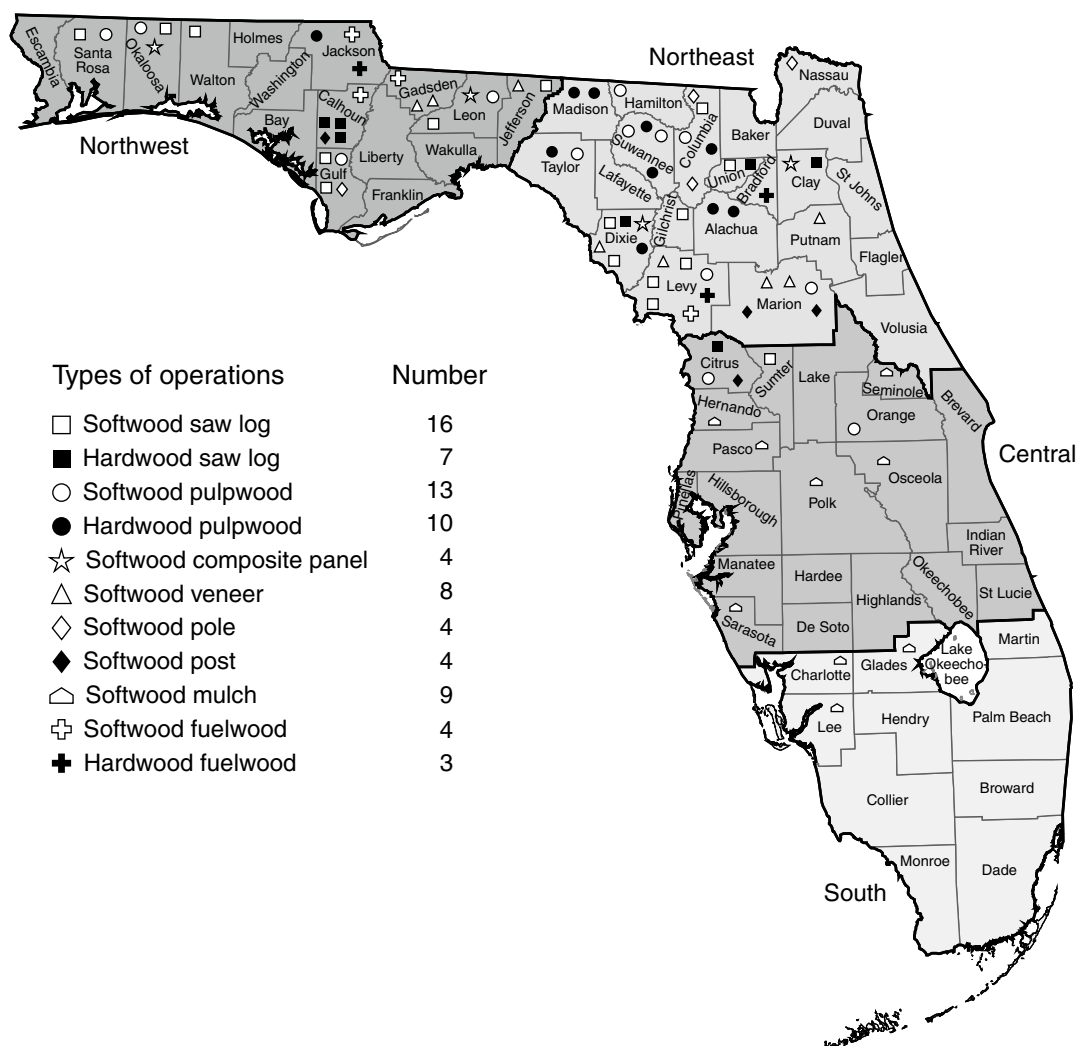 Northeast
Northwest
Central
South
Escambia
Santa
Rosa
Okaloosa
Walton
Holmes
Washington
Bay
Jackson
Calhoun
Gulf
Liberty
Gadsden
Franklin
Leon
Wakulla
Jefferson
Madison
Taylor
Hamilton
Suwannee
Lafayette
Columbia
Dixie
Gilchrist
Levy
Baker
Union
Bradford
Alachua
Marion
Nassau
Duval
Clay
St Johns
Putnam
Flagler
Volusia
Citrus
Sumter
Lake
Seminole
Orange
Brevard
Hernando
Pasco
Pinellas
Hillsborough
Polk
Osceola
Indian
River
Manatee
Hardee
Highlands
Okeechobee
St Lucie
Sarasota
De Soto
Charlotte
Glades
Lake
Okeecho-
bee
Martin
Lee
Hendry
Palm Beach
Collier
Broward
Monroe
Dade
Types of operations Number
Softwood saw log 16
Hardwood saw log 7
Softwood pulpwood 13
Hardwood pulpwood 10
Softwood composite panel 4
Softwood veneer 8
Softwood pole 4
Softwood post 4
Softwood mulch 9
Softwood fuelwood 4
Hardwood fuelwood 3